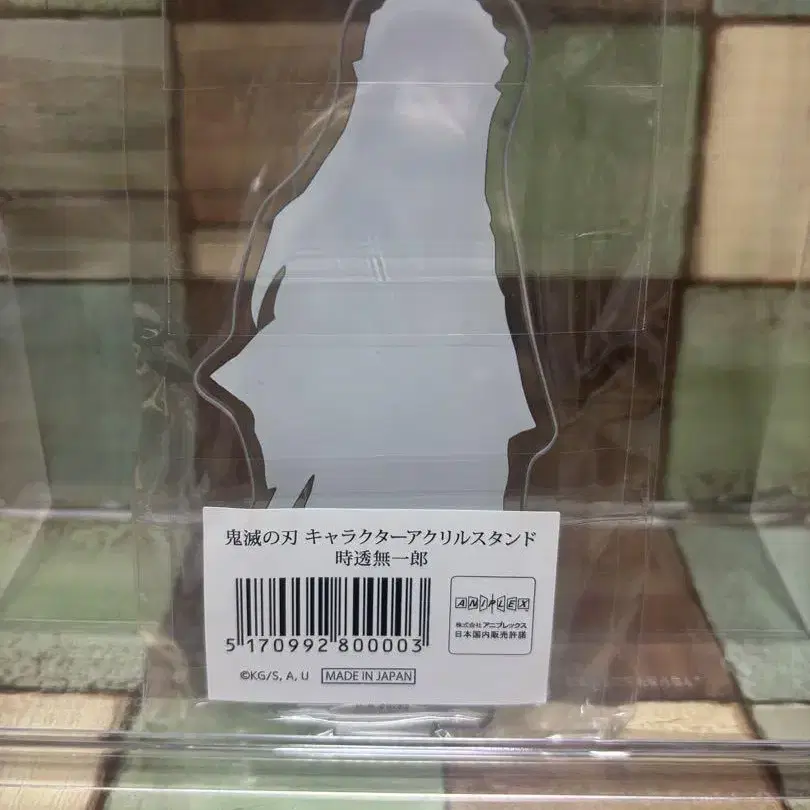 鬼滅の刃 キャラクターアクリルスタンド
時透無一郎
5 170992 800003
ANIPLEX
株式会社 アニプレックス
日本国内販売許諾
©KG/S, A, U MADE IN JAPAN